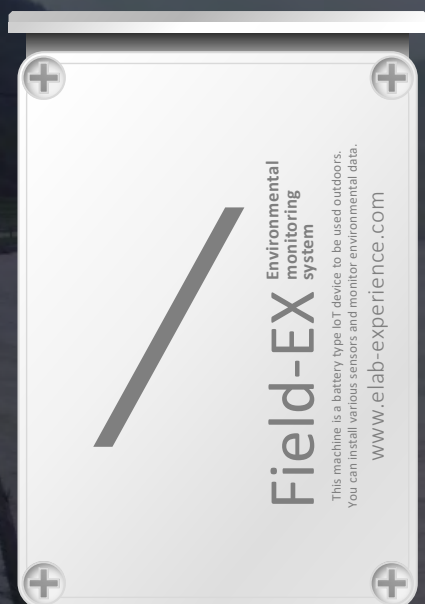 Field-EX
Environmental
monitoring
system
This machine is a battery type IoT device to be used outdoors.
You can install various sensors and monitor environmental data.
www.elab-experience.com